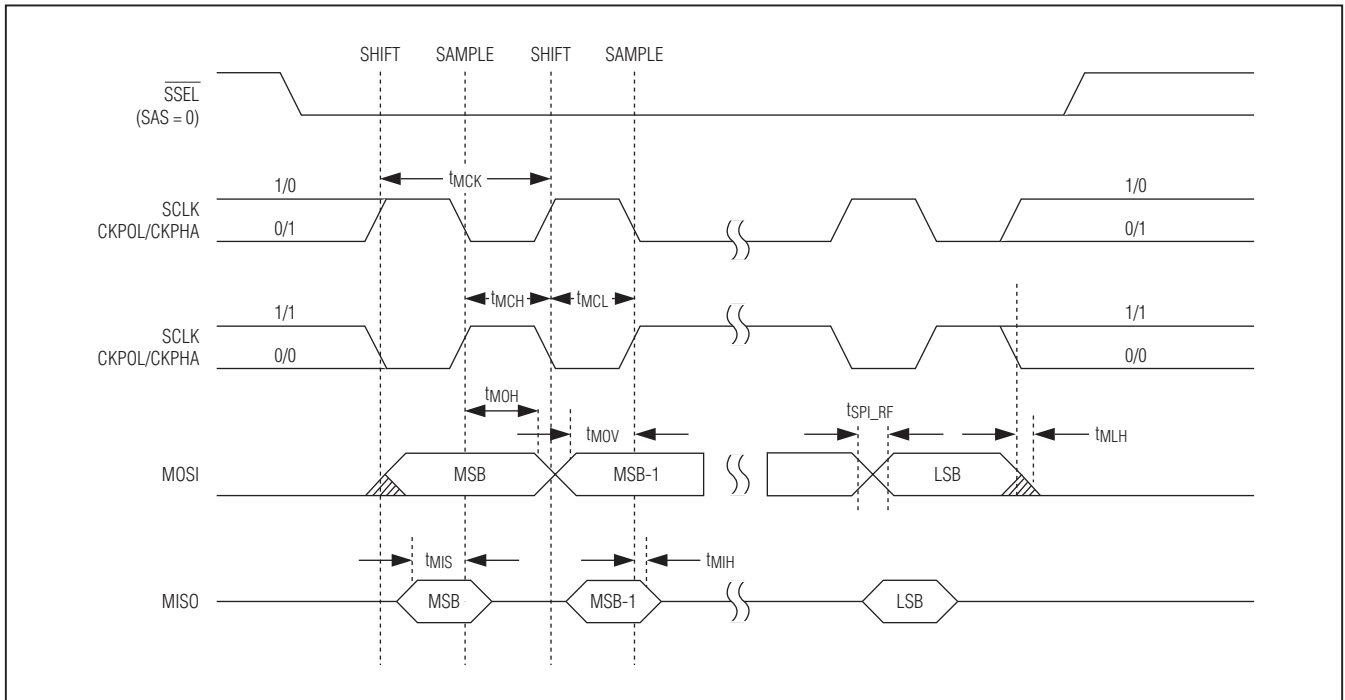 SHIFT SAMPLE SHIFT SAMPLE
SSEL
(SAS = 0)
tMCK
1/0 1/0
SCLK
CKPOL/CKPHA 0/1 0/1
tMCH tMCL
1/1 1/1
SCLK
CKPOL/CKPHA 0/0 0/0
tMOH
tMOV tSPI_RF tMLH
MOSI MSB MSB-1 LSB
tMIS tMIH
MISO MSB MSB-1 LSB